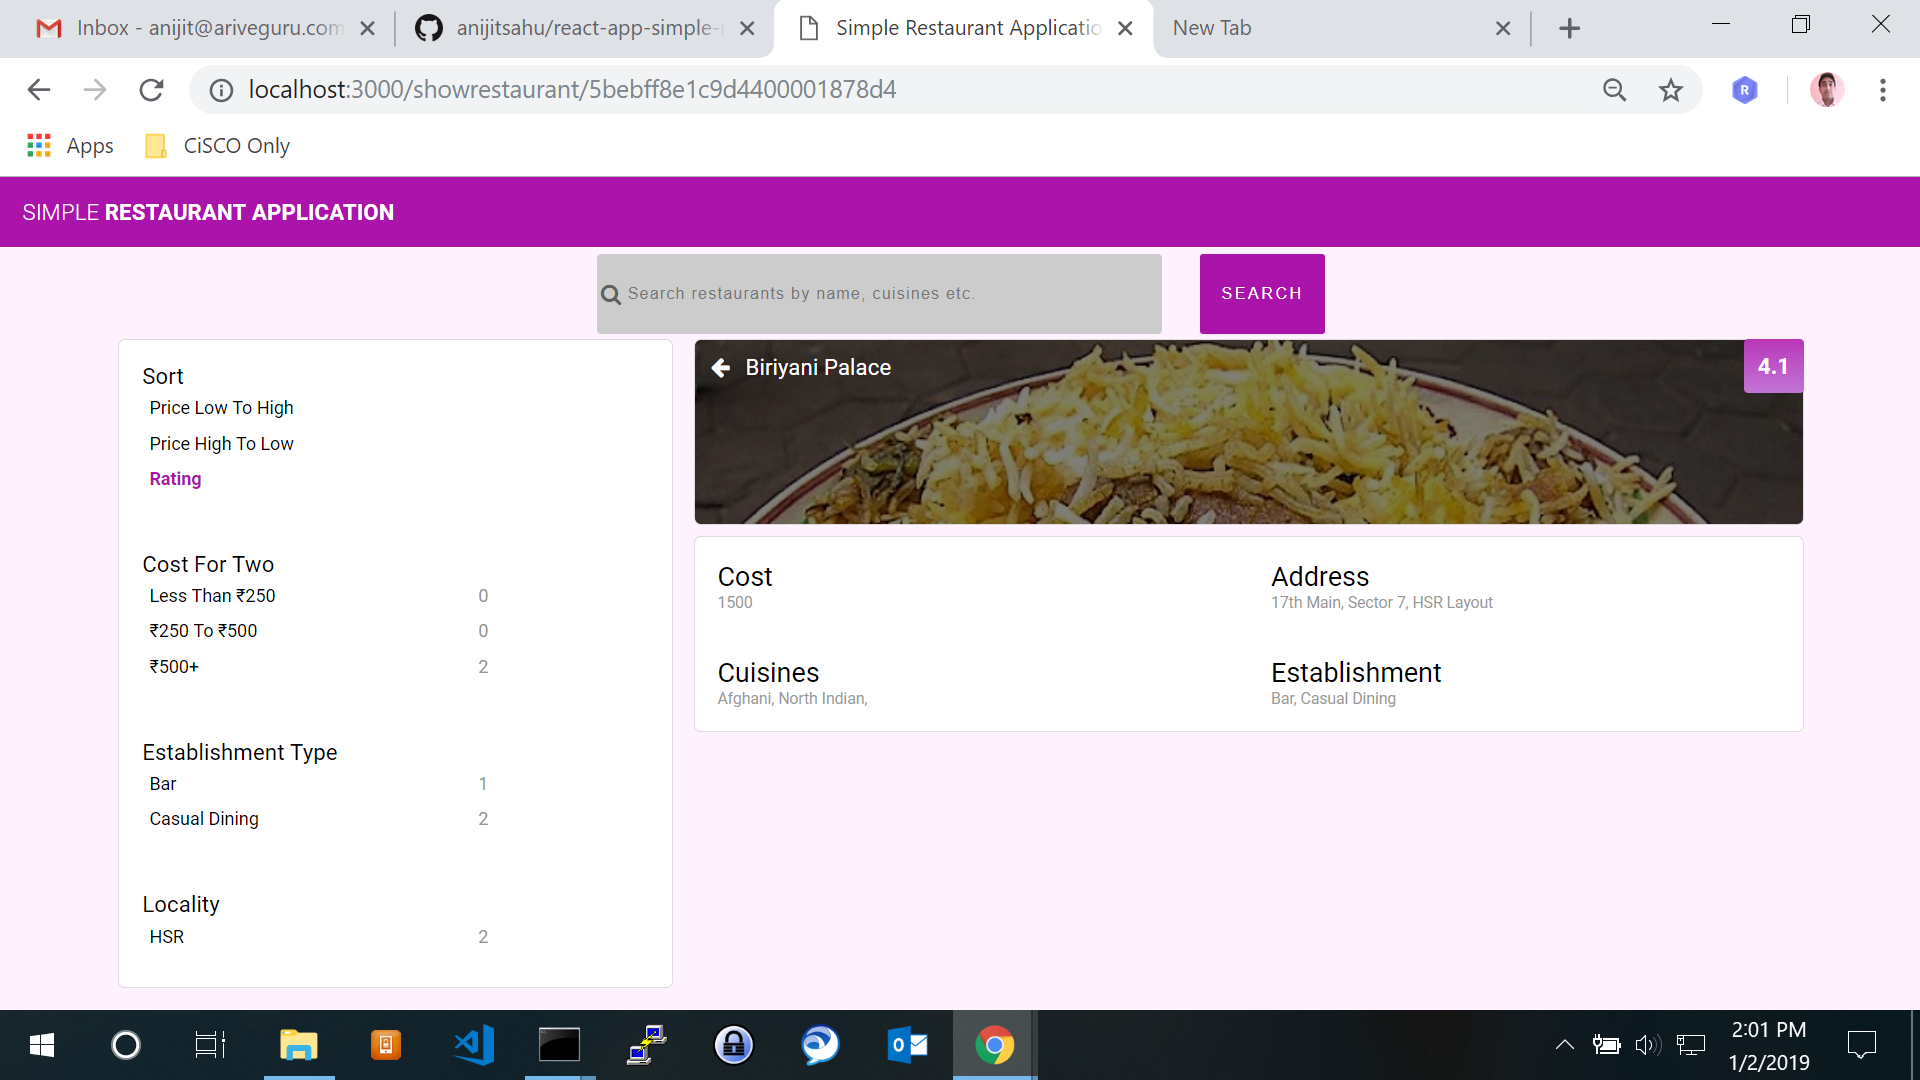 Inbox - anijit@ariveguru.com
anijitsahu/react-app-simple-
Simple Restaurant Applicatio
New Tab
localhost:3000/showrestaurant/5bebff8e1c9d4400001878d4
R
Apps
CiSCO Only
SIMPLE RESTAURANT APPLICATION
Search restaurants by name, cuisines etc.
SEARCH
Sort
Price Low To High
Price High To Low
Rating
Cost For Two
Less Than ₹250 0
₹250 To ₹500 0
₹500+ 2
Establishment Type
Bar 1
Casual Dining 2
Locality
HSR 2
Biriyani Palace
4.1
Cost
1500
Address
17th Main, Sector 7, HSR Layout
Cuisines
Afghani, North Indian,
Establishment
Bar, Casual Dining
2:01 PM
1/2/2019